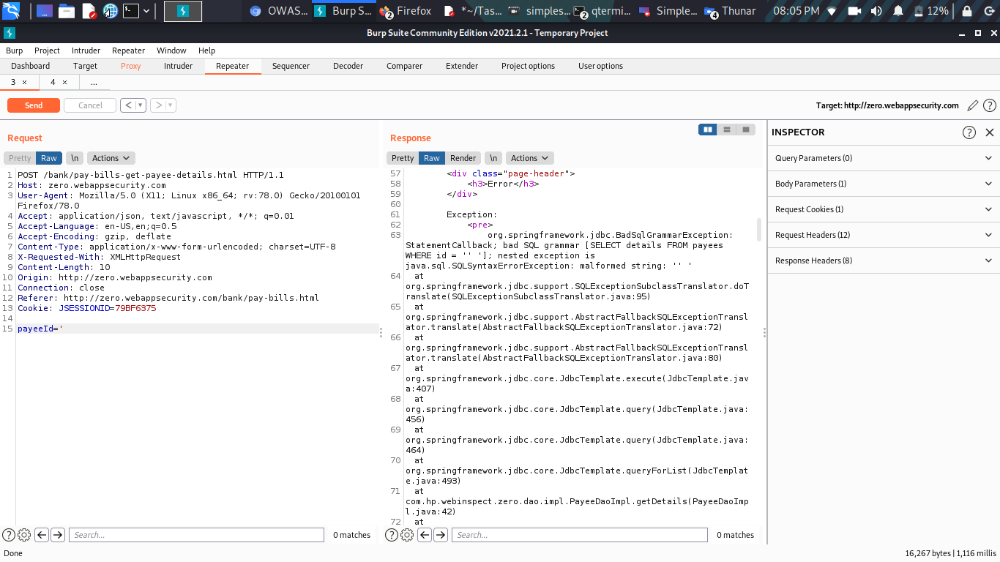 OWAS... Burp S... 2 Firefox *~/Tas... simples... 2 qtermi... Simple... 4 Thunar 08:05 PM 12%
Burp Suite Community Edition v2021.2.1 - Temporary Project
Burp Project Intruder Repeater Window Help
Dashboard Target Proxy Intruder Repeater Sequencer Decoder Comparer Extender Project options User options
3 × 4 × ...
Send Cancel < > Target: http://zero.webappsecurity.com ?
Request
Pretty Raw \n Actions
1 POST /bank/pay-bills-get-payee-details.html HTTP/1.1
2 Host: zero.webappsecurity.com
3 User-Agent: Mozilla/5.0 (X11; Linux x86_64; rv:78.0) Gecko/20100101
Firefox/78.0
4 Accept: application/json, text/javascript, */*; q=0.01
5 Accept-Language: en-US,en;q=0.5
6 Accept-Encoding: gzip, deflate
7 Content-Type: application/x-www-form-urlencoded; charset=UTF-8
8 X-Requested-With: XMLHttpRequest
9 Content-Length: 10
10 Origin: http://zero.webappsecurity.com
11 Connection: close
12 Referer: http://zero.webappsecurity.com/bank/pay-bills.html
13 Cookie: JSESSIONID=79BF6375
14
15 payeeId='
? Search... 0 matches
Response
Pretty Raw Render \n Actions
57 <div class="page-header">
58 <h3>Error</h3>
59 </div>
60
61 Exception:
62 <pre>
63 org.springframework.jdbc.BadSqlGrammarException:
StatementCallback; bad SQL grammar [SELECT details FROM payees
WHERE id = '' ']; nested exception is
java.sql.SQLSyntaxErrorException: malformed string: '' '
64 at
org.springframework.jdbc.support.SQLExceptionSubclassTranslator.doT
ranslate(SQLExceptionSubclassTranslator.java:95)
65 at
org.springframework.jdbc.support.AbstractFallbackSQLExceptionTransl
ator.translate(AbstractFallbackSQLExceptionTranslator.java:72)
66 at
org.springframework.jdbc.support.AbstractFallbackSQLExceptionTransl
ator.translate(AbstractFallbackSQLExceptionTranslator.java:80)
67 at
org.springframework.jdbc.core.JdbcTemplate.execute(JdbcTemplate.jav
a:407)
68 at
org.springframework.jdbc.core.JdbcTemplate.query(JdbcTemplate.java:
456)
69 at
org.springframework.jdbc.core.JdbcTemplate.query(JdbcTemplate.java:
464)
70 at
org.springframework.jdbc.core.JdbcTemplate.queryForList(JdbcTemplat
e.java:493)
71 at
com.hp.webinspect.zero.dao.impl.PayeeDaoImpl.getDetails(PayeeDaoImp
l.java:42)
72 at
? Search... 0 matches
INSPECTOR ? ×
Query Parameters (0)
Body Parameters (1)
Request Cookies (1)
Request Headers (12)
Response Headers (8)
Done 16,267 bytes | 1,116 millis